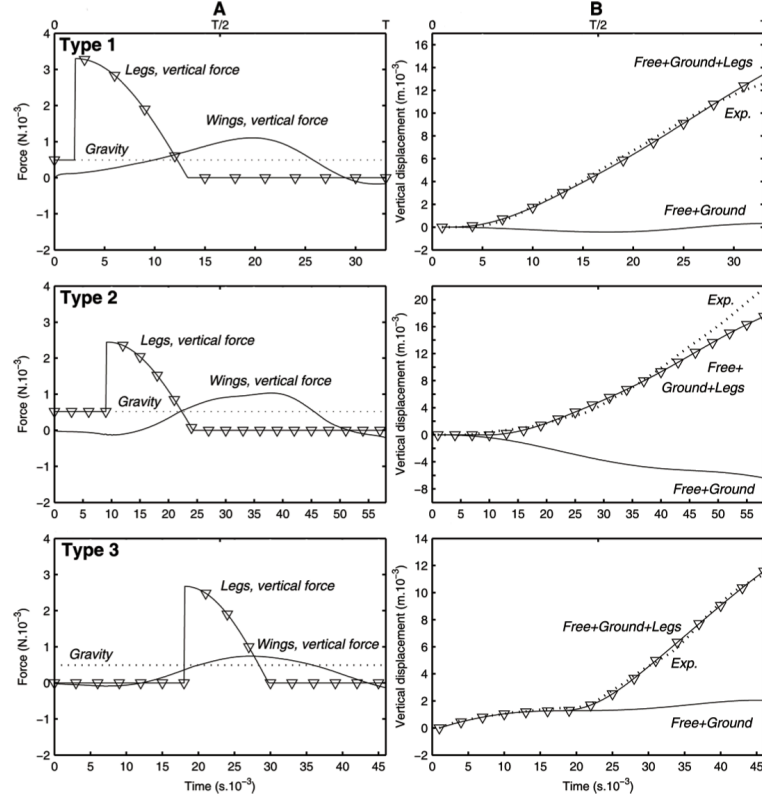 A
B
0 T/2 T
0 T/2 T
Type 1
Force (N.10⁻³)
4
3
2
1
0
−1
−2
Legs, vertical force
Wings, vertical force
Gravity
0 5 10 15 20 25 30
Vertical displacement (m.10⁻³)
16
14
12
10
8
6
4
2
0
−2
Free+Ground+Legs
Exp.
Free+Ground
0 5 10 15 20 25 30
Type 2
Force (N.10⁻³)
4
3
2
1
0
−1
−2
Legs, vertical force
Wings, vertical force
Gravity
0 5 10 15 20 25 30 35 40 45 50 55
Vertical displacement (m.10⁻³)
20
16
12
8
4
0
−4
−8
Exp.
Free+
Ground+Legs
Free+Ground
0 5 10 15 20 25 30 35 40 45 50 55
Type 3
Force (N.10⁻³)
4
3
2
1
0
−1
−2
Legs, vertical force
Wings, vertical force
Gravity
0 5 10 15 20 25 30 35 40 45
Time (s.10⁻³)
Vertical displacement (m.10⁻³)
14
12
10
8
6
4
2
0
−2
Free+Ground+Legs
Exp.
Free+Ground
0 5 10 15 20 25 30 35 40 45
Time (s.10⁻³)